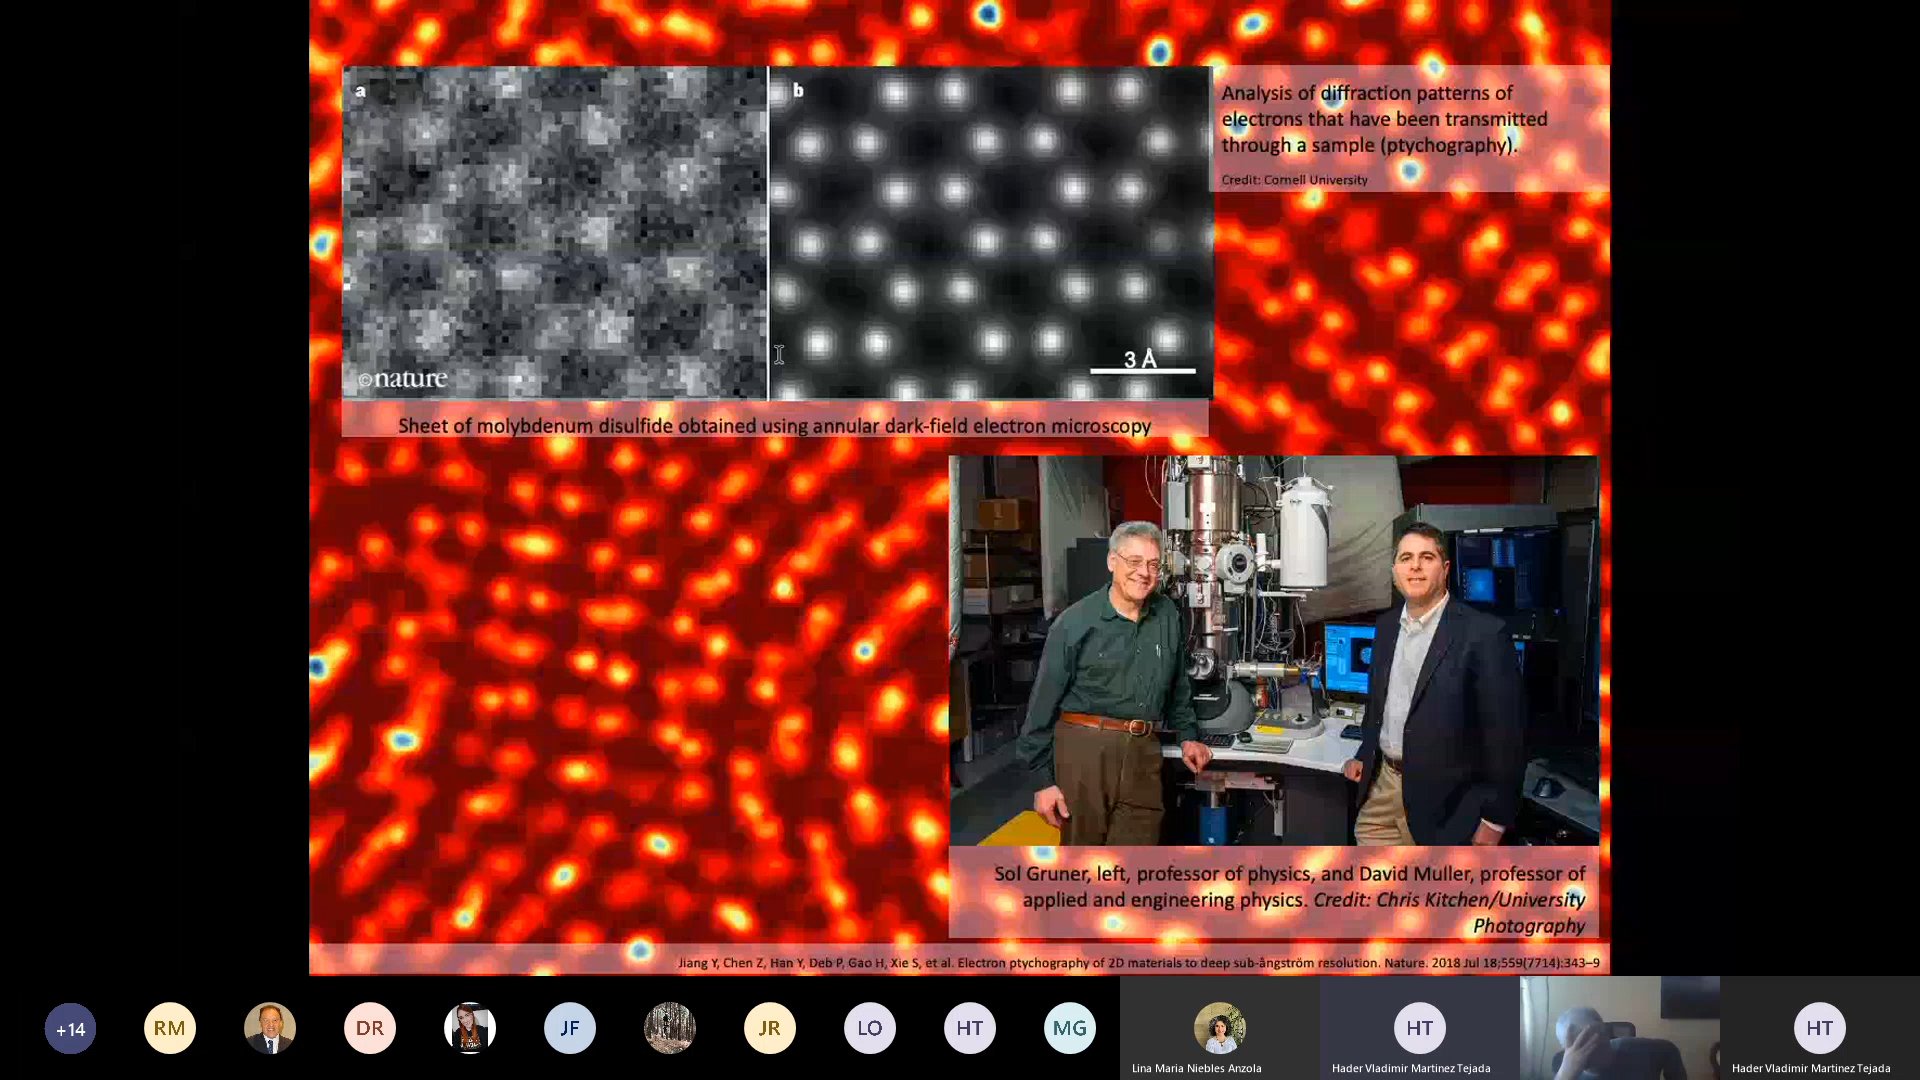 a
b
©nature
3 Å
Analysis of diffraction patterns of
electrons that have been transmitted
through a sample (ptychography).
Credit: Cornell University
Sheet of molybdenum disulfide obtained using annular dark-field electron microscopy
Sol Gruner, left, professor of physics, and David Muller, professor of
applied and engineering physics. Credit: Chris Kitchen/University
Photography
Jiang Y, Chen Z, Han Y, Deb P, Gao H, Xie S, et al. Electron ptychography of 2D materials to deep sub-ångström resolution. Nature. 2018 Jul 18;559(7714):343–9
+14
RM
DR
JF
JR
LO
HT
MG
Lina Maria Niebles Anzola
HT
Hader Vladimir Martinez Tejada
HT
Hader Vladimir Martinez Tejada